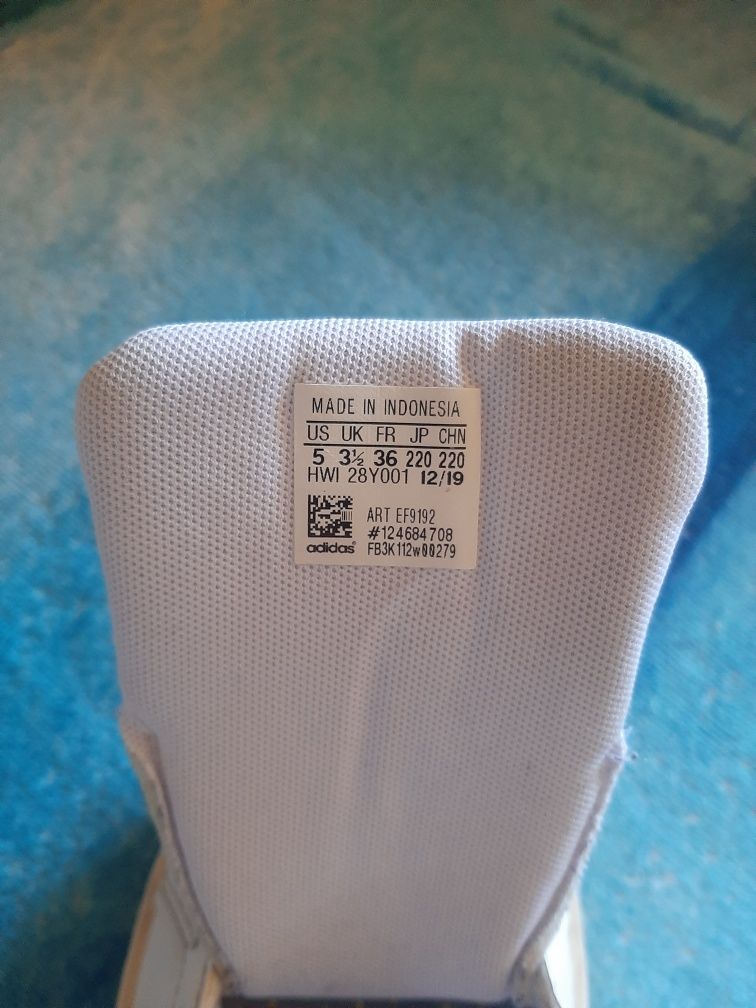 MADE IN INDONESIA
US UK FR JP CHN
5 3½ 36 220 220
HWI 28Y001 12/19
ART EF9192
#124684708
adidas FB3K112w00279